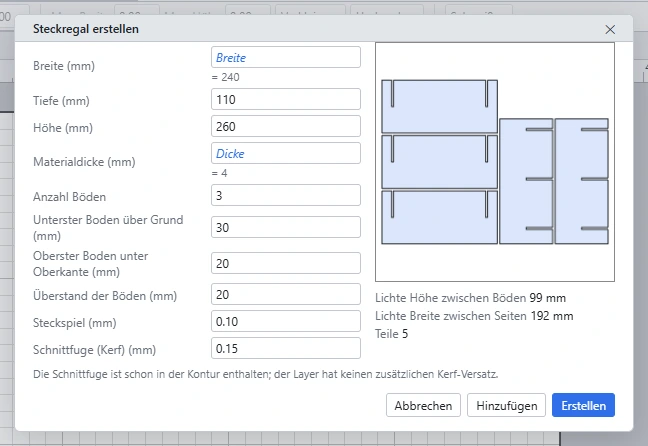 Steckregal erstellen
Breite (mm)
Breite
= 240
Tiefe (mm)
110
Höhe (mm)
260
Materialdicke (mm)
Dicke
= 4
Anzahl Böden
3
Unterster Boden über Grund
(mm)
30
Oberster Boden unter
Oberkante (mm)
20
Überstand der Böden (mm)
20
Steckspiel (mm)
0.10
Schnittfuge (Kerf) (mm)
0.15
Lichte Höhe zwischen Böden 99 mm
Lichte Breite zwischen Seiten 192 mm
Teile 5
Die Schnittfuge ist schon in der Kontur enthalten; der Layer hat keinen zusätzlichen Kerf-Versatz.
Abbrechen
Hinzufügen
Erstellen